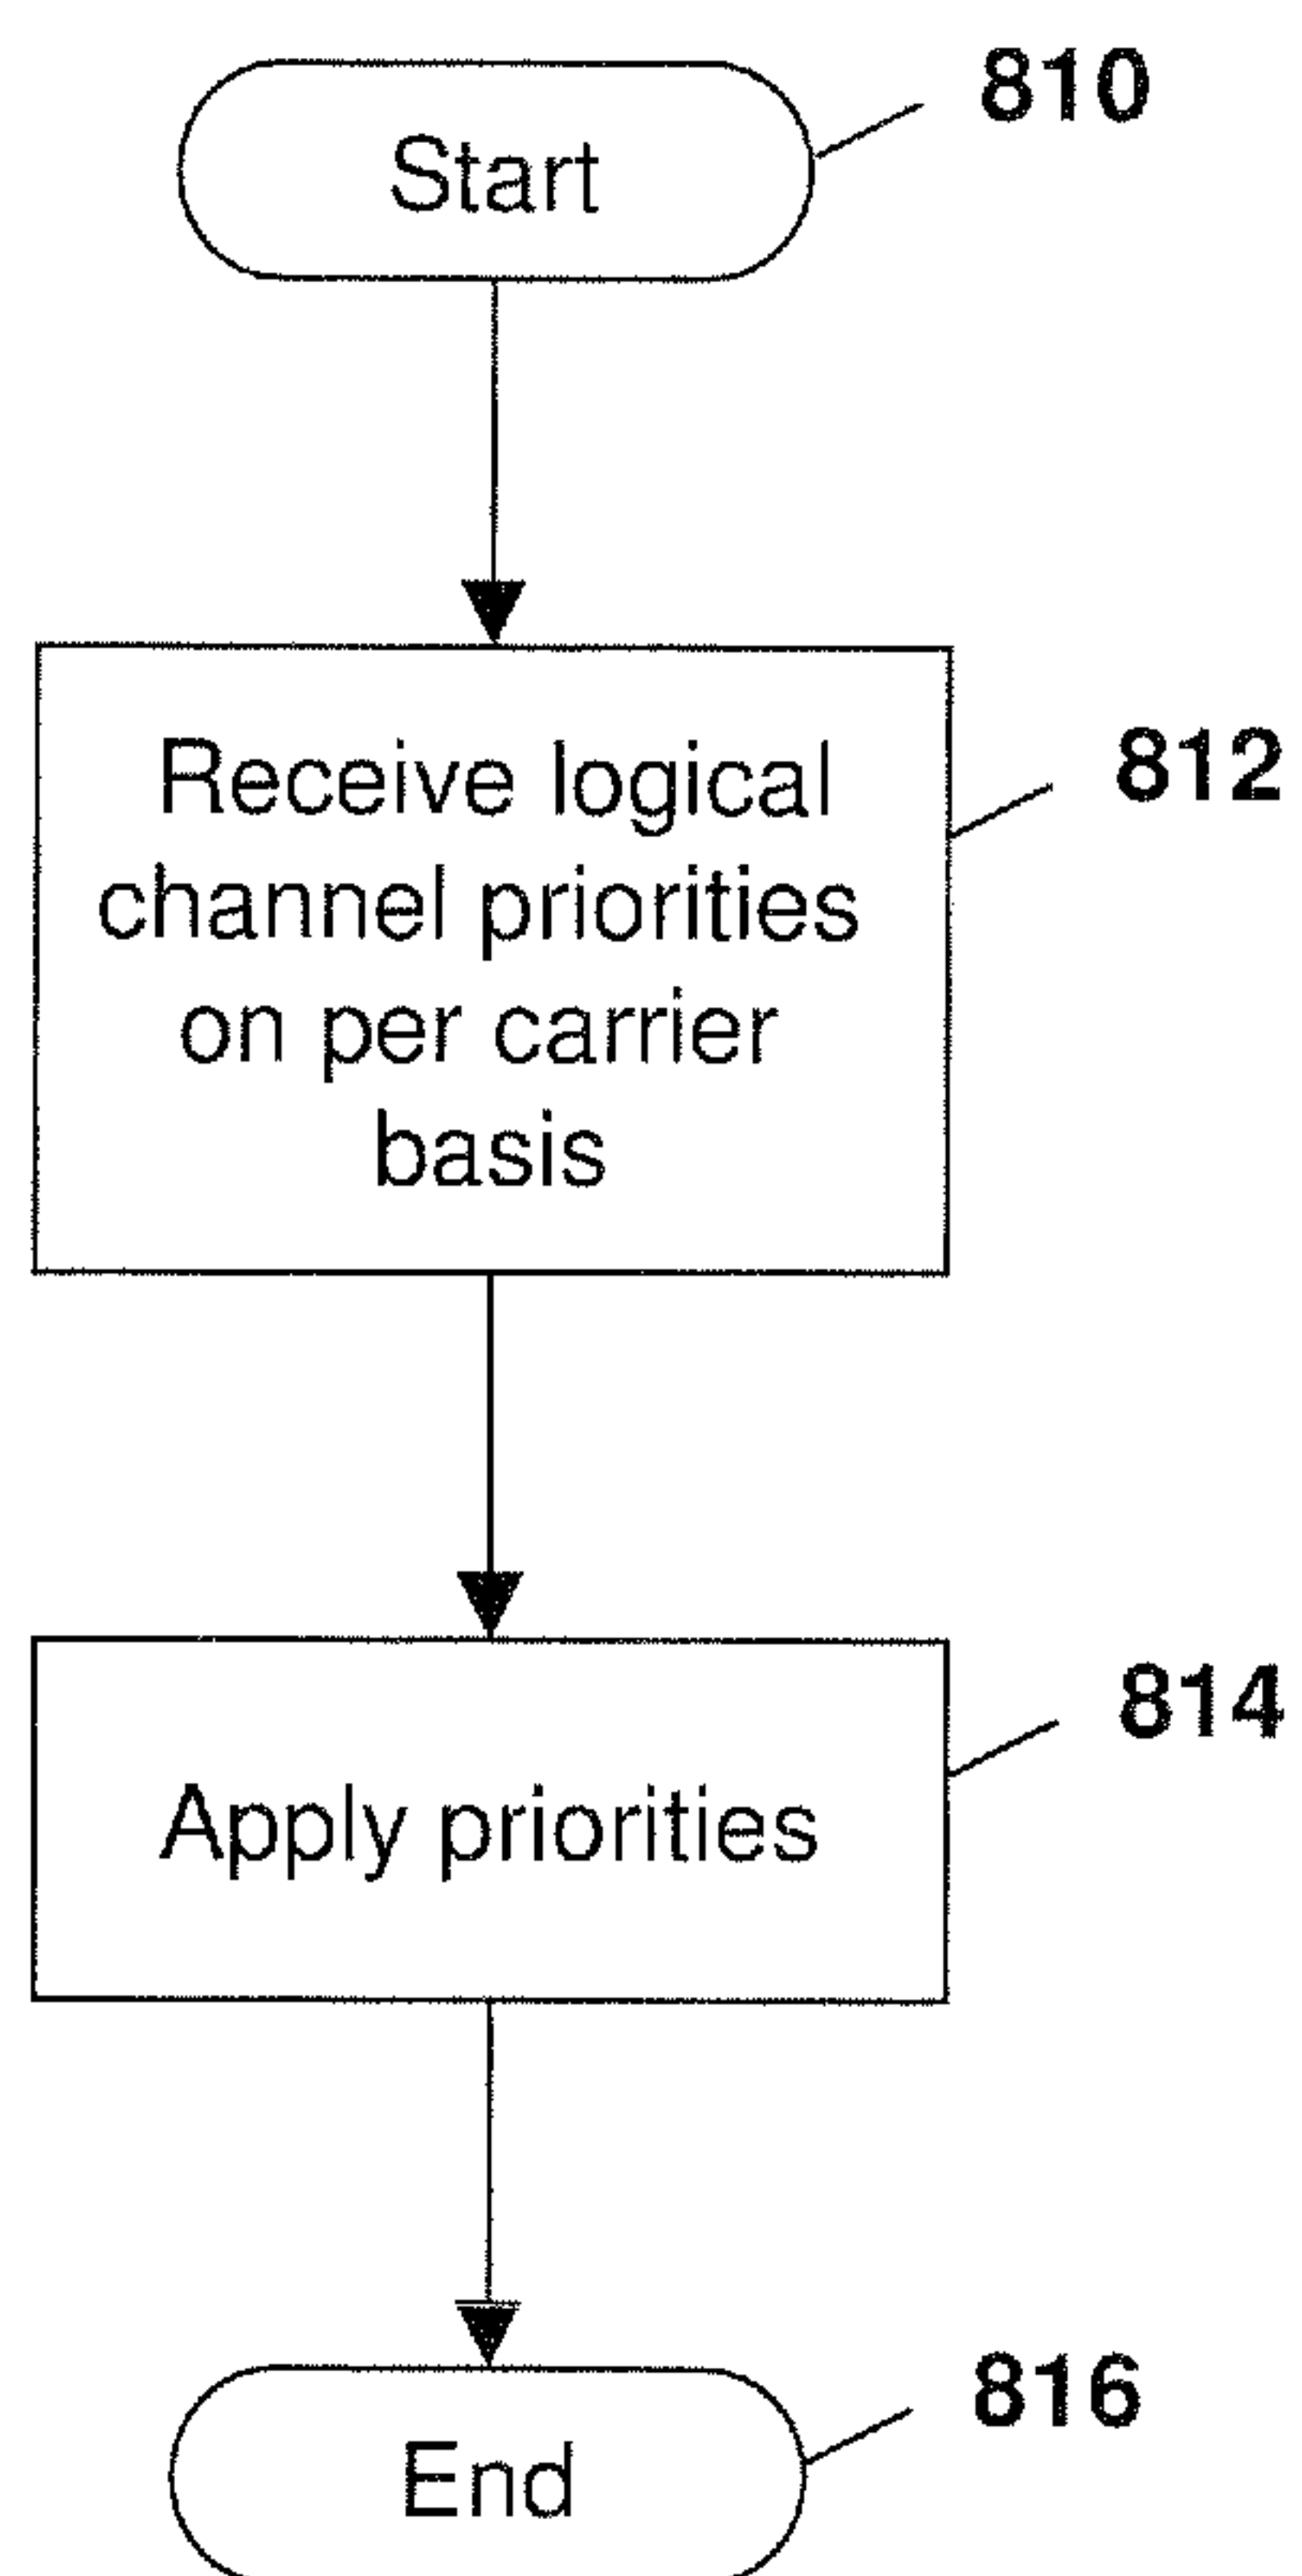 810
Start
812
Receive logical
channel priorities
on per carrier
basis
814
Apply priorities
816
End